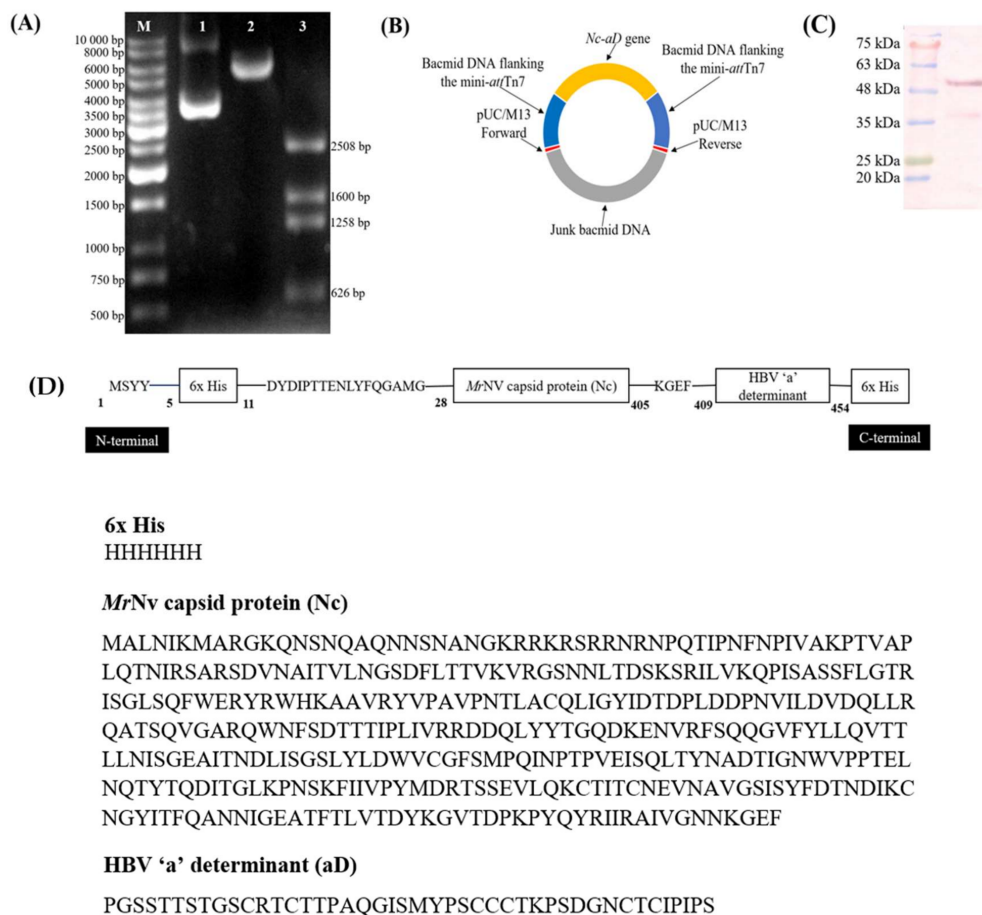 (A)
M 1 2 3
10 000 bp
8000 bp
6000 bp
5000 bp
4000 bp
3500 bp
3000 bp
2500 bp
2000 bp
1500 bp
1000 bp
750 bp
500 bp
2508 bp
1600 bp
1258 bp
626 bp
(B)
Nc-aD gene
Bacmid DNA flanking
the mini-attTn7
Bacmid DNA flanking
the mini-attTn7
pUC/M13
Forward
pUC/M13
Reverse
Junk bacmid DNA
(C)
75 kDa
63 kDa
48 kDa
35 kDa
25 kDa
20 kDa
(D)
MSYY 6x His DYDIPTTENLYFQGAMG MrNV capsid protein (Nc) KGEF HBV ‘a’ determinant 6x His
1 5 11 28 405 409 454
N-terminal C-terminal
6x His
HHHHHH
MrNv capsid protein (Nc)
MALNIKMARGKQNSNQAQNNSNANGKRRKRSRRNRNPQTIPNFNPIVAKPTVAP
LQTNIRSARSDVNAITVLNGSDFLTTVKVRGSNNLTDSKSRILVKQPISASSFLGTR
ISGLSQFWERYRWHKAAVRYVPAVPNTLACQLIGYIDTDPLDDPNVILDVDQLLR
QATSQVGARQWNFSDTTTIPLIVRRDDQLYYTGQDKENVRFSQQGVFYLLQVTT
LLNISGEAITNDLISGSLYLDWVCGFSMPQINPTPVEISQLTYNADTIGNWVPPTEL
NQTYTQDITGLKPNSKFIIVPYMDRTSSEVLQKCTITCNEVNAVGSISYFDTNDIKC
NGYITFQANNIGEATFTLVTDYKGVTDPKPYQYRIIRAIVGNNKGEF
HBV ‘a’ determinant (aD)
PGSSTTSTGSCRTCTTPAQGISMYPSCCCTKPSDGNCTCIPIPS